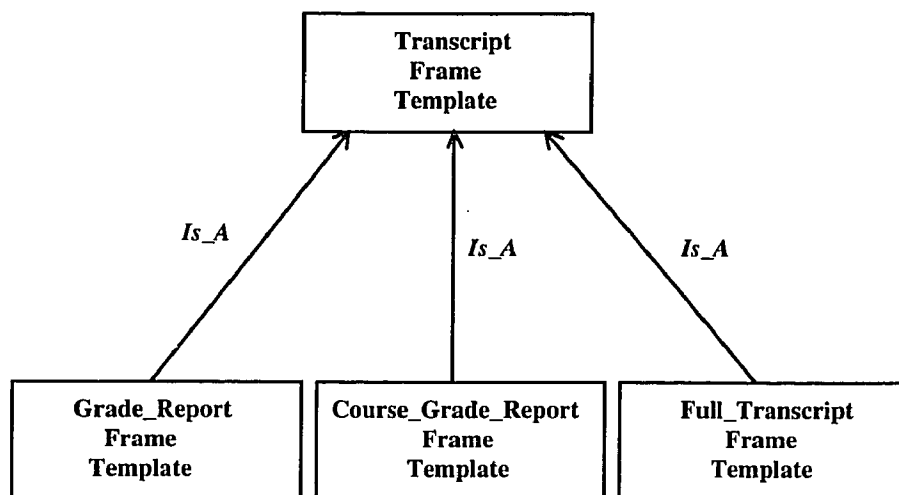 Transcript
Frame
Template
Is_A
Is_A
Is_A
Grade_Report
Frame
Template
Course_Grade_Report
Frame
Template
Full_Transcript
Frame
Template